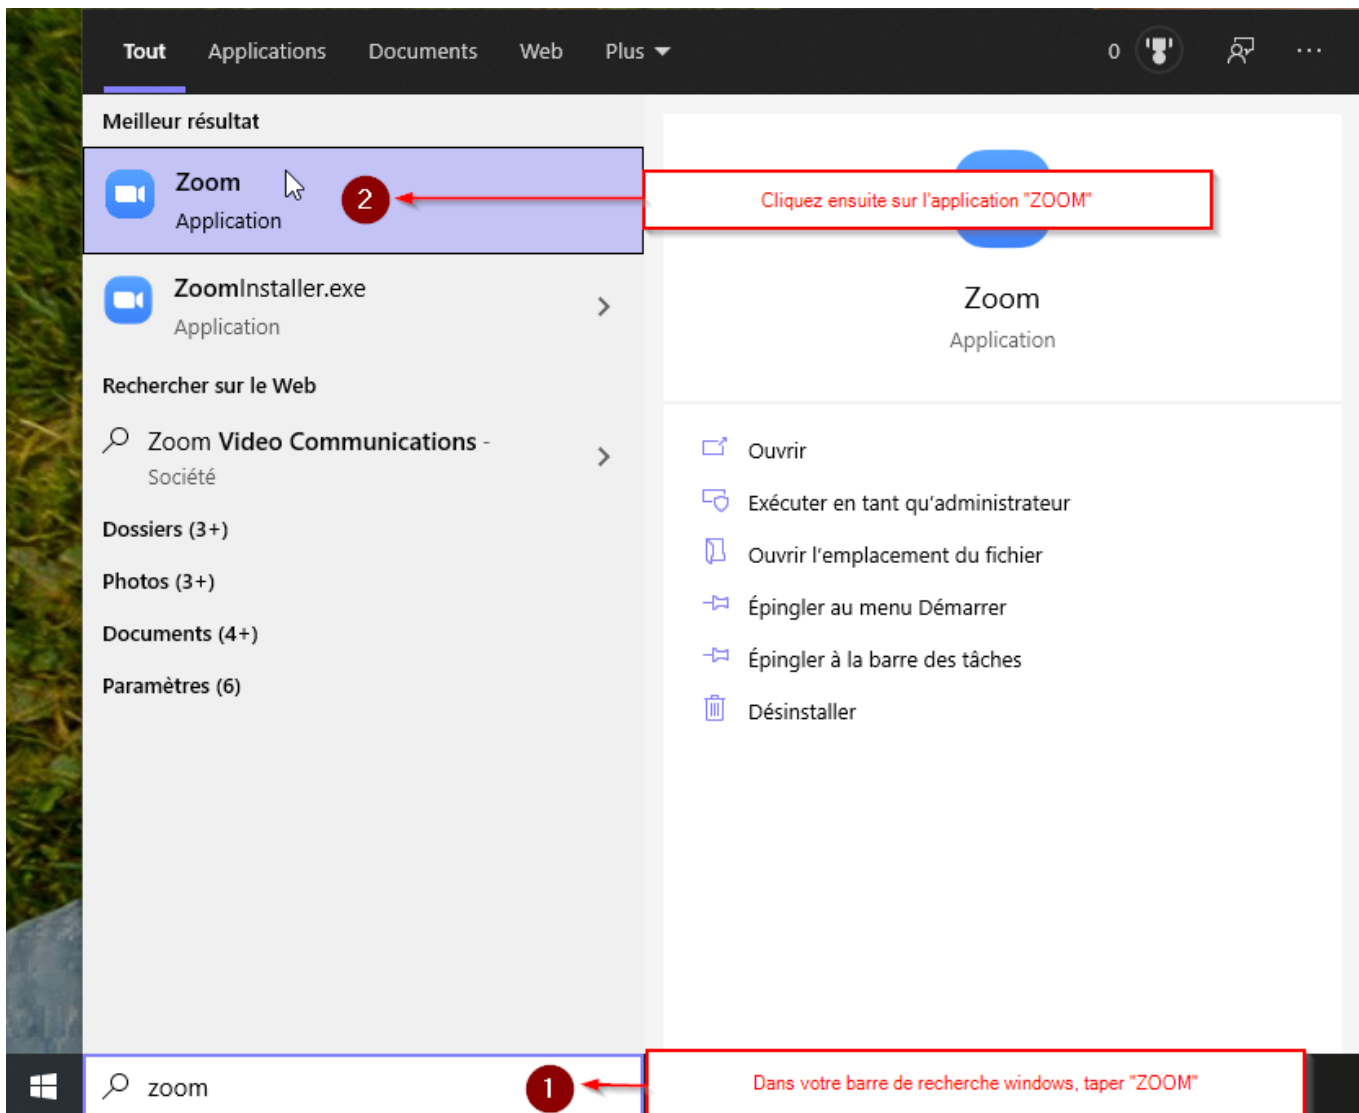 Tout Applications Documents Web Plus 0 ...
Meilleur résultat
Zoom
Application
2
Cliquez ensuite sur l'application "ZOOM"
ZoomInstaller.exe
Application
Rechercher sur le Web
Zoom Video Communications -
Société
Dossiers (3+)
Photos (3+)
Documents (4+)
Paramètres (6)
Zoom
Application
Ouvrir
Exécuter en tant qu'administrateur
Ouvrir l'emplacement du fichier
Épingler au menu Démarrer
Épingler à la barre des tâches
Désinstaller
zoom
1
Dans votre barre de recherche windows, taper "ZOOM"